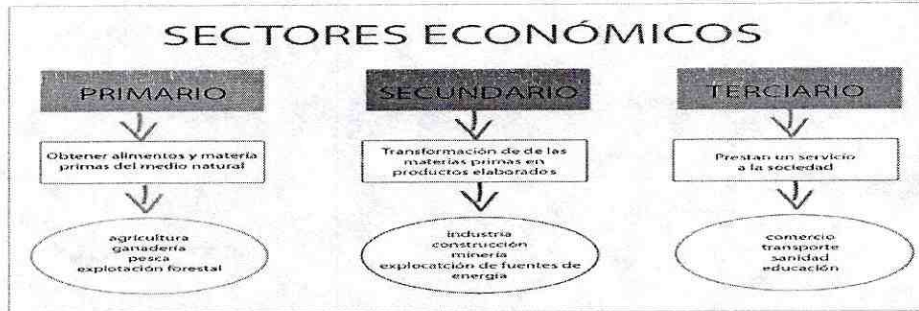 SECTORES ECONÓMICOS
PRIMARIO
Obtener alimentos y matería
primas del medio natural
agricultura
ganadería
pesca
explotación forestal
SECUNDARIO
Transformación de de las
materias primas en
productos elaborados
industria
construcción
minería
explocatción de fuentes de
energía
TERCIARIO
Prestan un servicio
a la sociedad
comercio
transporte
sanidad
educación